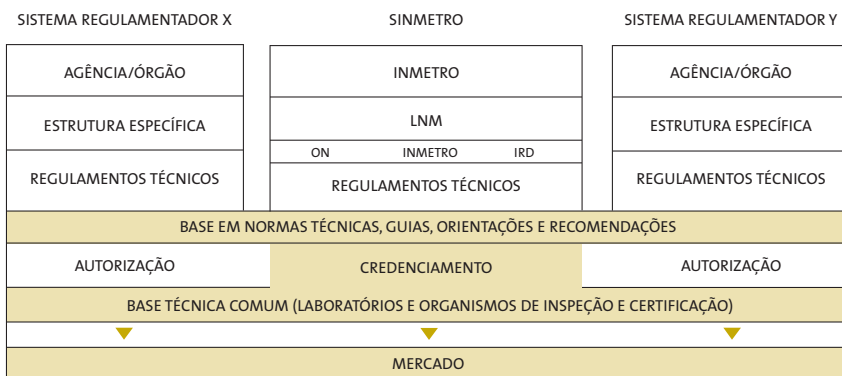 SISTEMA REGULAMENTADOR X
SINMETRO
SISTEMA REGULAMENTADOR Y
AGÊNCIA/ÓRGÃO
INMETRO
AGÊNCIA/ÓRGÃO
ESTRUTURA ESPECÍFICA
LNM
ESTRUTURA ESPECÍFICA
ON INMETRO IRD
REGULAMENTOS TÉCNICOS
REGULAMENTOS TÉCNICOS
REGULAMENTOS TÉCNICOS
BASE EM NORMAS TÉCNICAS, GUIAS, ORIENTAÇÕES E RECOMENDAÇÕES
AUTORIZAÇÃO
CREDENCIAMENTO
AUTORIZAÇÃO
BASE TÉCNICA COMUM (LABORATÓRIOS E ORGANISMOS DE INSPEÇÃO E CERTIFICAÇÃO)
MERCADO